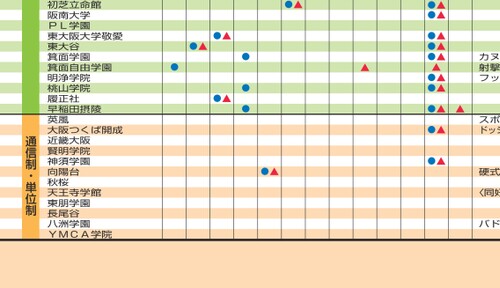 初芝立命館
阪南大学
ＰＬ学園
東大阪大学敬愛
東大谷
箕面学園 カヌ
箕面自由学園 射撃
明浄学院 フッ
桃山学院
履正社
早稲田摂陵
通信制・単位制
英風 スポ
大阪つくば開成 ドッジ
近畿大阪
賢明学院
神須学園
向陽台 硬式
秋桜
天王寺学館 〈同好
東朋学園
長尾谷
八洲学園 バド
ＹＭＣＡ学院